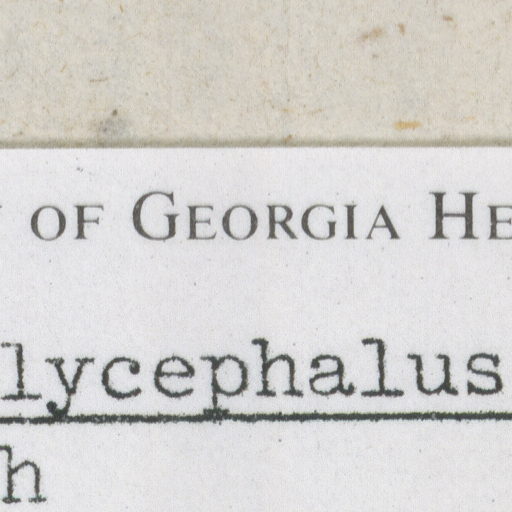 OF GEORGIA HE
lycephalus
h